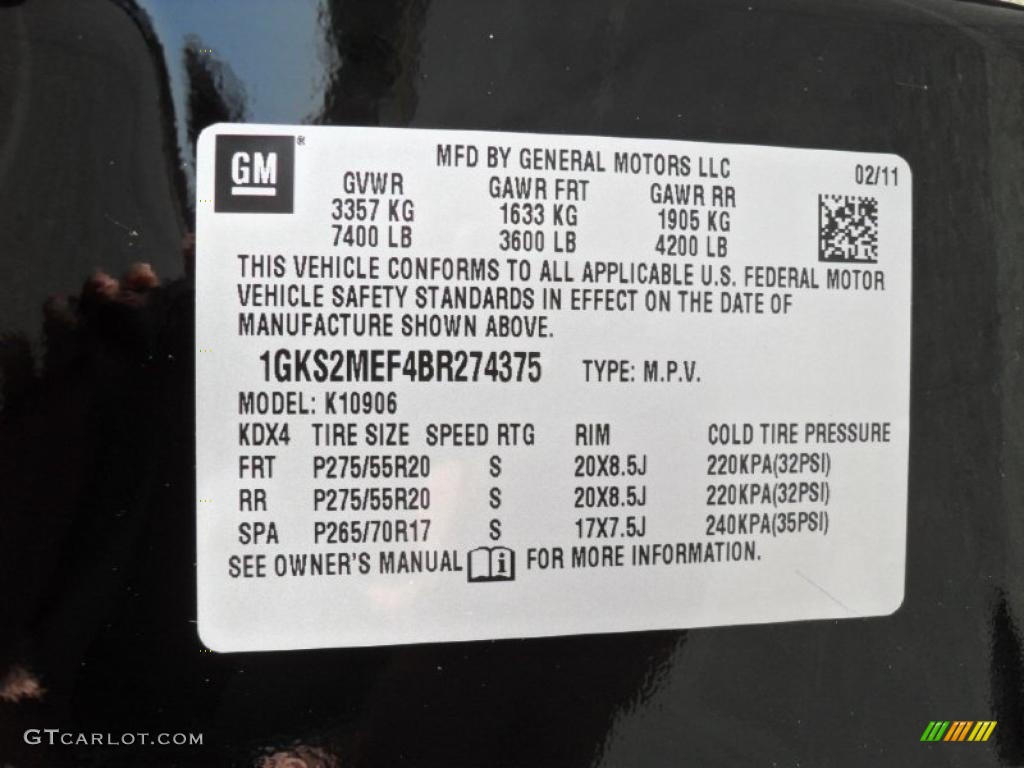 GM ®
MFD BY GENERAL MOTORS LLC 02/11
GVWR GAWR FRT GAWR RR
3357 KG 1633 KG 1905 KG
7400 LB 3600 LB 4200 LB
THIS VEHICLE CONFORMS TO ALL APPLICABLE U.S. FEDERAL MOTOR
VEHICLE SAFETY STANDARDS IN EFFECT ON THE DATE OF
MANUFACTURE SHOWN ABOVE.
1GKS2MEF4BR274375 TYPE: M.P.V.
MODEL: K10906
KDX4 TIRE SIZE SPEED RTG RIM COLD TIRE PRESSURE
FRT P275/55R20 S 20X8.5J 220KPA(32PSI)
RR P275/55R20 S 20X8.5J 220KPA(32PSI)
SPA P265/70R17 S 17X7.5J 240KPA(35PSI)
SEE OWNER'S MANUAL i FOR MORE INFORMATION.
GTCARLOT.COM